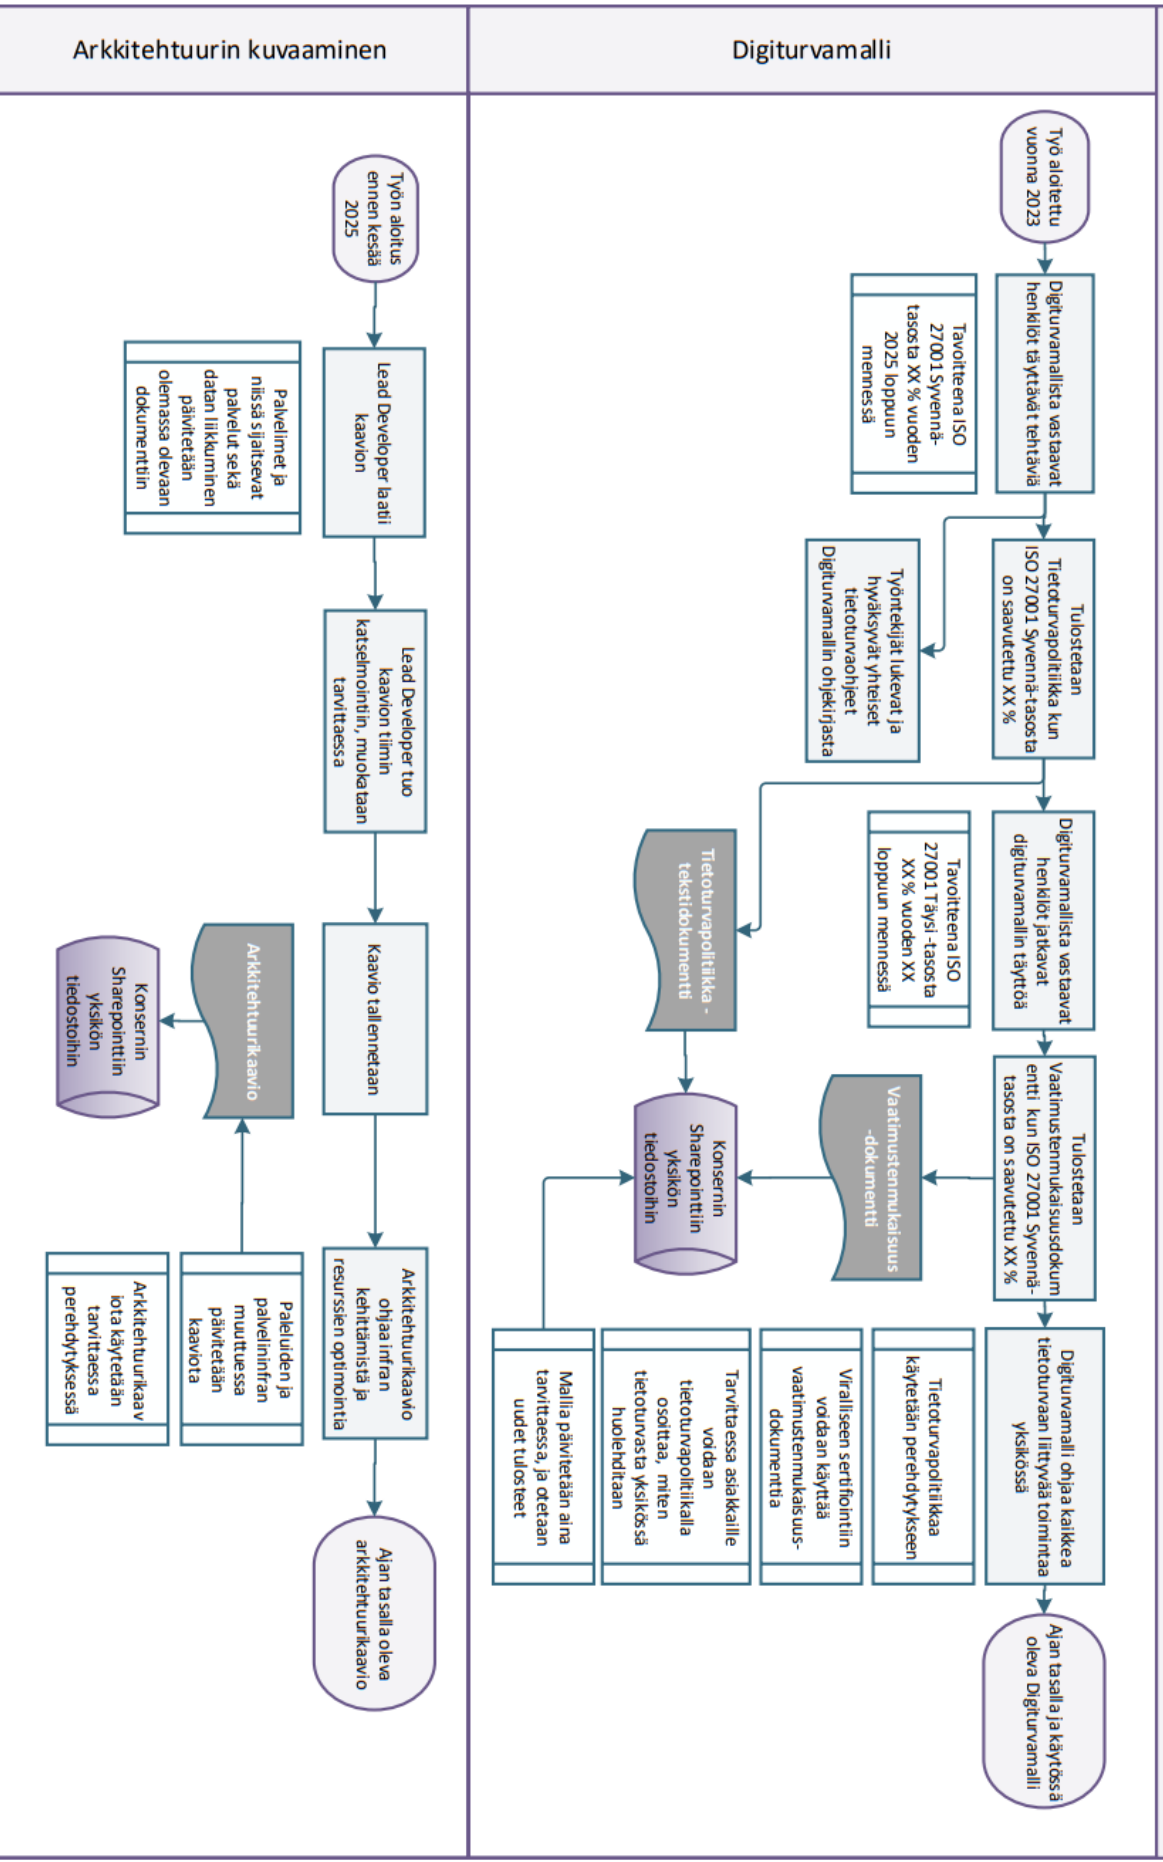 Arkkitehtuurin kuvaaminen
Digiturvamalli
Työ aloitettu
vuonna 2023
Digiturvamallista vastaavat
henkilöt täyttävät tehtäviä
Tavoitteena ISO
27001 Syvennä-
tasosta XX % vuoden
2025 loppuun
mennessä
Tulostetaan
Tietoturvapolitiikka kun
ISO 27001 Syvennä-tasosta
on saavutettu XX %
Työntekijät lukevat ja
hyväksyvät yhteiset
tietoturvaohjeet
Digiturvamallin ohjekirjasta
Digiturvamallista vastaavat
henkilöt jatkavat
digiturvamallin täyttöä
Tavoitteena ISO
27001 Täysi -tasosta
XX % vuoden XX
loppuun mennessä
Tietoturvapolitiikka -
tekstidokumentti
Tulostetaan
Vaatimustenmukaisuusdokum
entti kun ISO 27001 Syvennä-
tasosta on saavutettu XX %
Vaatimustenmukaisuus
-dokumentti
Konsernin
Sharepointtiin
yksikön
tiedostoihin
Digiturvamalli ohjaa kaikkea
tietoturvaan liittyvää toimintaa
yksikössä
Tietoturvapolitiikkaa
käytetään perehdytykseen
Viralliseen sertifiointiin
voidaan käyttää
vaatimustenmukaisuus-
dokumenttia
Tarvittaessa asiakkaille
voidaan
tietoturvapolitiikalla
osoittaa, miten
tietoturvasta yksikössä
huolehditaan
Mallia päivitetään aina
tarvittaessa, ja otetaan
uudet tulosteet
Ajan tasalla ja käytössä
oleva Digiturvamalli
Työn aloitus
ennen kesää
2025
Lead Developer laatii
kaavion
Palvelimet ja
niissä sijaitsevat
palvelut sekä
datan liikkuminen
päivitetään
olemassa olevaan
dokumenttiin
Lead Developer tuo
kaavion tiimin
katselmointiin, muokataan
tarvittaessa
Kaavio tallennetaan
Arkkitehtuurikaavio
Konsernin
Sharepointtiin
yksikön
tiedostoihin
Arkkitehtuurikaavio
ohjaa infran
kehittämistä ja
resurssien optimointia
Paleluiden ja
palvelininfran
muuttuessa
päivitetään
kaaviota
Arkkitehtuurikaav
iota käytetään
tarvittaessa
perehdytyksessä
Ajan tasalla oleva
arkkitehtuurikaavio